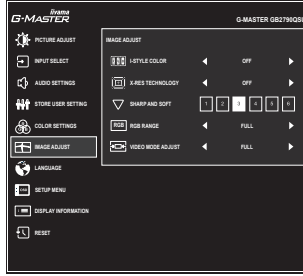 iiyama
G-MASTER
G-MASTER GB2790QSU
PICTURE ADJUST
INPUT SELECT
AUDIO SETTINGS
STORE USER SETTING
COLOR SETTINGS
IMAGE ADJUST
LANGUAGE
SETUP MENU
DISPLAY INFORMATION
RESET
IMAGE ADJUST
I-STYLE COLOR OFF
X-RES TECHNOLOGY OFF
SHARP AND SOFT 1 2 3 4 5 6
RGB RGB RANGE FULL
VIDEO MODE ADJUST FULL